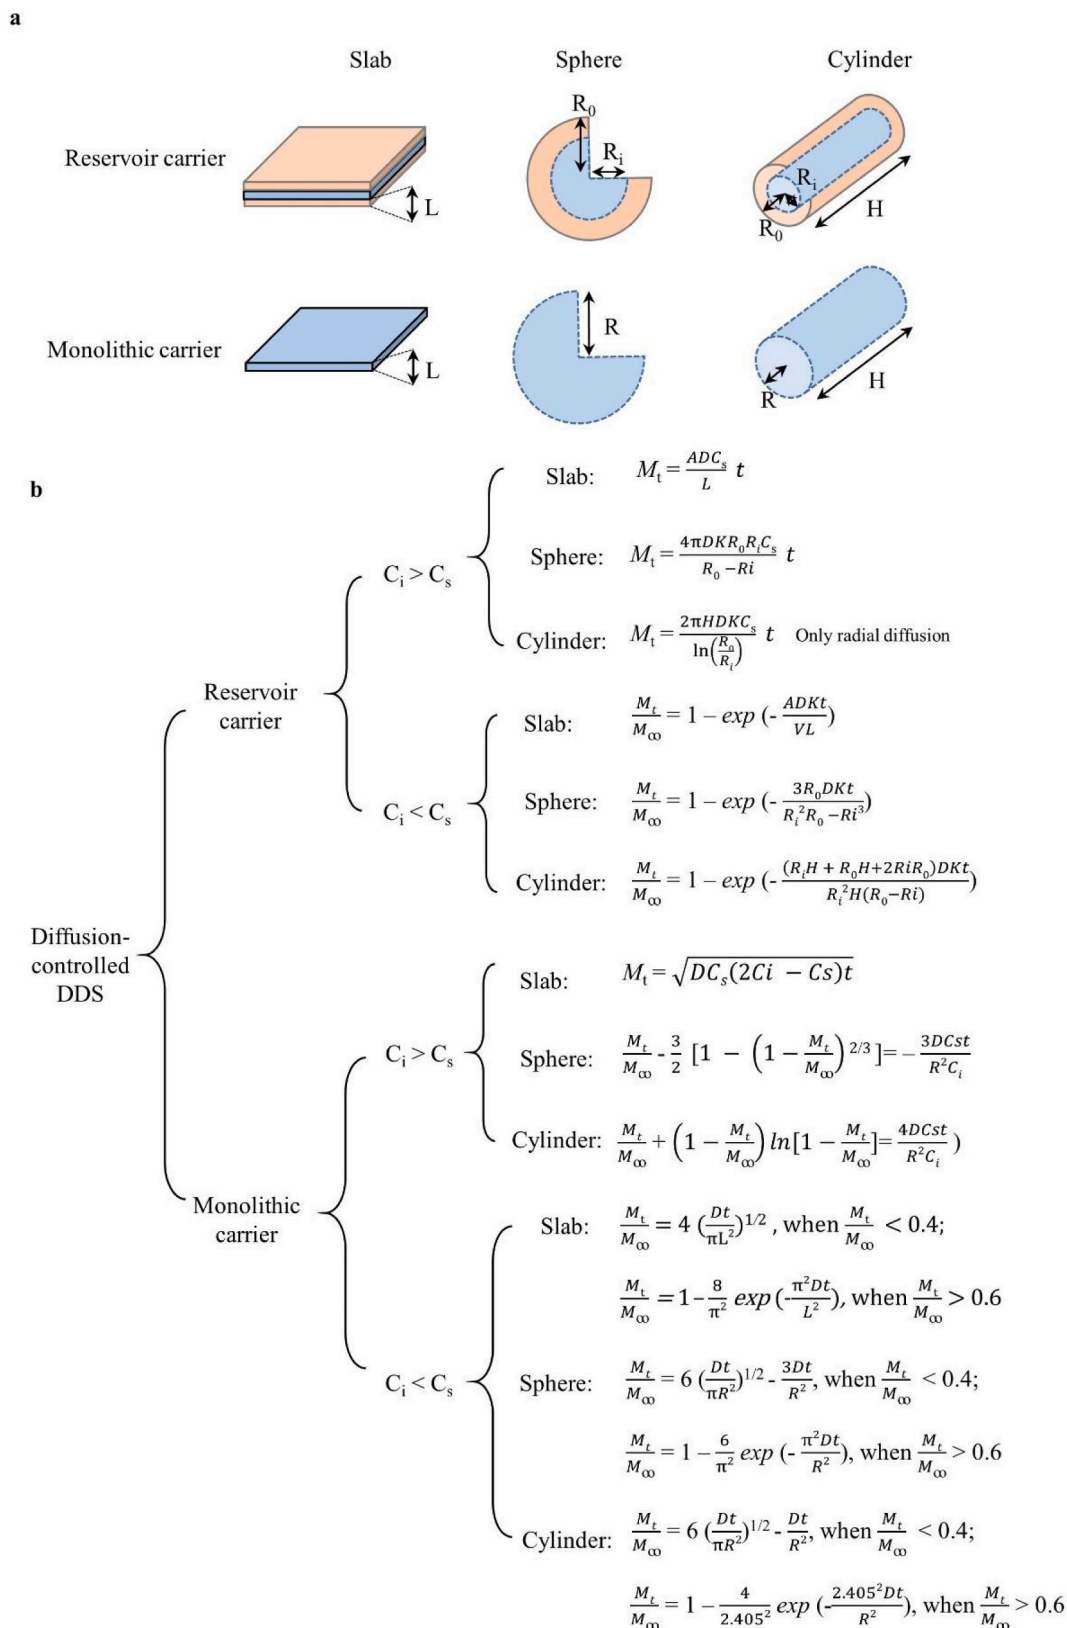 a
Slab Sphere Cylinder
Reservoir carrier
L
R₀
Rᵢ
Rᵢ
R₀
H
Monolithic carrier
L
R
R
H
b
Diffusion-
controlled
DDS
Reservoir
carrier
Cᵢ > Cₛ
Slab: Mₜ = ADCₛ/L t
Sphere: Mₜ = 4πDKR₀RᵢCₛ/(R₀ –Ri) t
Cylinder: Mₜ = 2πHDKCₛ/ln(R₀/Rᵢ) t Only radial diffusion
Cᵢ < Cₛ
Slab: Mₜ/M∞ = 1 – exp (- ADKt/VL)
Sphere: Mₜ/M∞ = 1 – exp (- 3R₀DKt/(Rᵢ²R₀ –Ri³))
Cylinder: Mₜ/M∞ = 1 – exp (- (RᵢH + R₀H+2RiR₀)DKt/(Rᵢ²H(R₀–Ri)))
Monolithic
carrier
Cᵢ > Cₛ
Slab: Mₜ = √(DCₛ(2Ci – Cs)t)
Sphere: Mₜ/M∞ - 3/2 [1 – (1 – Mₜ/M∞)^2/3 ]= – 3DCst/R²Cᵢ
Cylinder: Mₜ/M∞ + (1 – Mₜ/M∞) ln[1 – Mₜ/M∞]= 4DCst/R²Cᵢ )
Cᵢ < Cₛ
Slab: Mₜ/M∞ = 4 (Dt/πL²)^1/2 , when Mₜ/M∞ < 0.4;
Mₜ/M∞ = 1– 8/π² exp (-π²Dt/L²), when Mₜ/M∞ > 0.6
Sphere: Mₜ/M∞ = 6 (Dt/πR²)^1/2 - 3Dt/R², when Mₜ/M∞ < 0.4;
Mₜ/M∞ = 1 – 6/π² exp (- π²Dt/R²), when Mₜ/M∞ > 0.6
Cylinder: Mₜ/M∞ = 6 (Dt/πR²)^1/2 - Dt/R², when Mₜ/M∞ < 0.4;
Mₜ/M∞ = 1 – 4/2.405² exp (-2.405²Dt/R²), when Mₜ/M∞ > 0.6